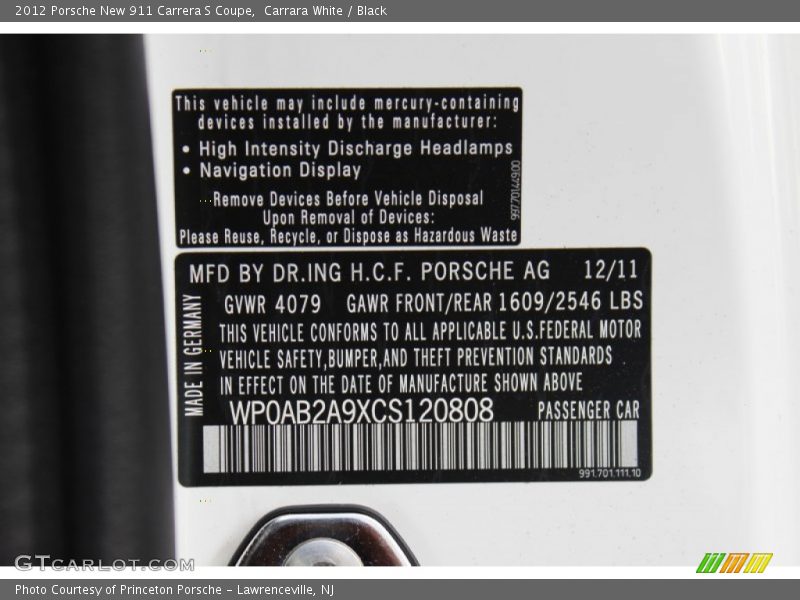 2012 Porsche New 911 Carrera S Coupe, Carrara White / Black
This vehicle may include mercury-containing
devices installed by the manufacturer:
• High Intensity Discharge Headlamps
• Navigation Display
Remove Devices Before Vehicle Disposal
Upon Removal of Devices:
Please Reuse, Recycle, or Dispose as Hazardous Waste
997.701.449.00
MFD BY DR.ING H.C.F. PORSCHE AG 12/11
GVWR 4079 GAWR FRONT/REAR 1609/2546 LBS
THIS VEHICLE CONFORMS TO ALL APPLICABLE U.S.FEDERAL MOTOR
VEHICLE SAFETY,BUMPER,AND THEFT PREVENTION STANDARDS
IN EFFECT ON THE DATE OF MANUFACTURE SHOWN ABOVE
MADE IN GERMANY
WP0AB2A9XCS120808 PASSENGER CAR
991.701.111.10
GTCarLot.com
Photo Courtesy of Princeton Porsche - Lawrenceville, NJ